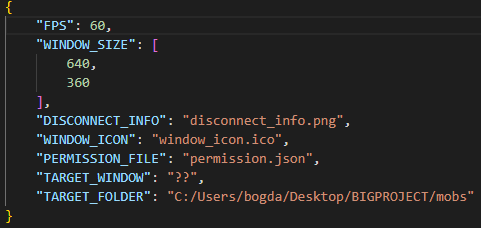 {
"FPS": 60,
"WINDOW_SIZE": [
640,
360
],
"DISCONNECT_INFO": "disconnect_info.png",
"WINDOW_ICON": "window_icon.ico",
"PERMISSION_FILE": "permission.json",
"TARGET_WINDOW": "??",
"TARGET_FOLDER": "C:/Users/bogda/Desktop/BIGPROJECT/mobs"
}